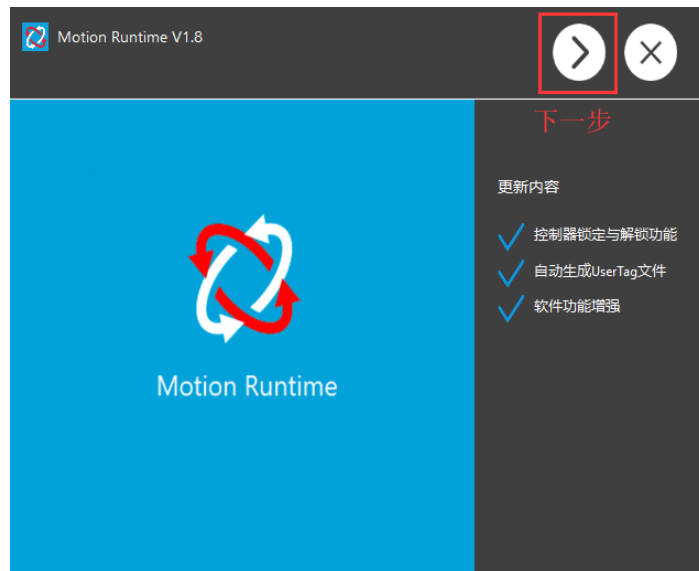 Motion Runtime V1.8
下一步
更新内容
控制器锁定与解锁功能
自动生成UserTag文件
软件功能增强
Motion Runtime